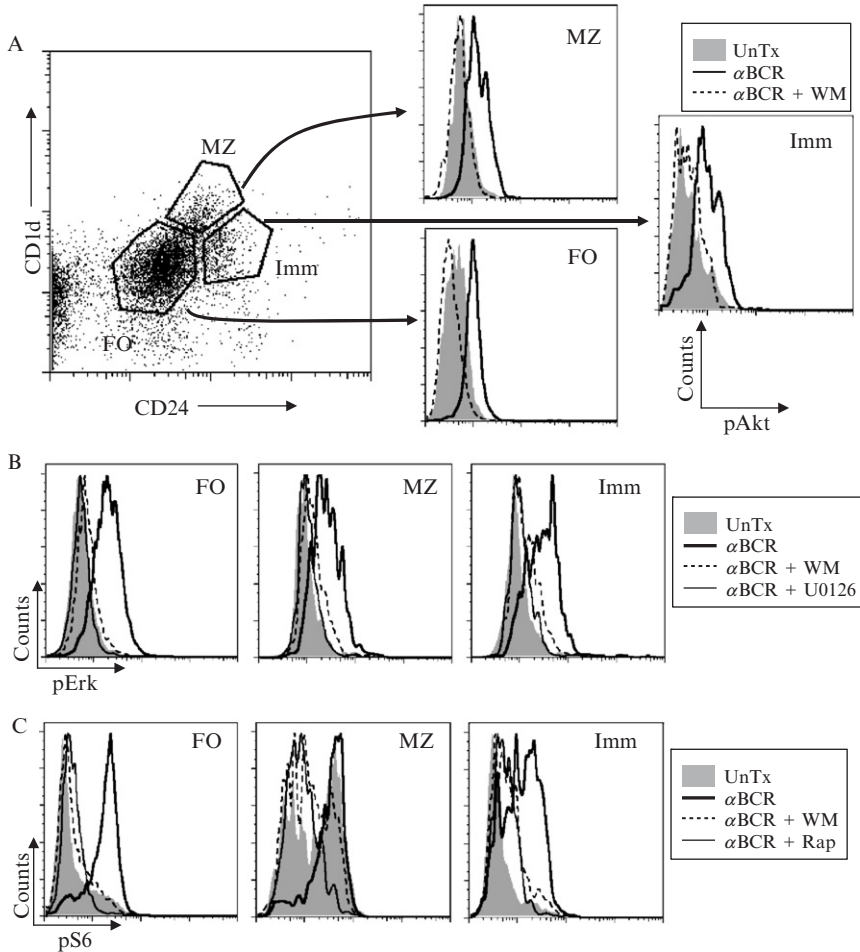 A
CD1d
CD24
MZ
Imm
FO
MZ
FO
UnTx
αBCR
αBCR + WM
Imm
Counts
pAkt
B
FO
MZ
Imm
Counts
pErk
UnTx
αBCR
αBCR + WM
αBCR + U0126
C
FO
MZ
Imm
Counts
pS6
UnTx
αBCR
αBCR + WM
αBCR + Rap